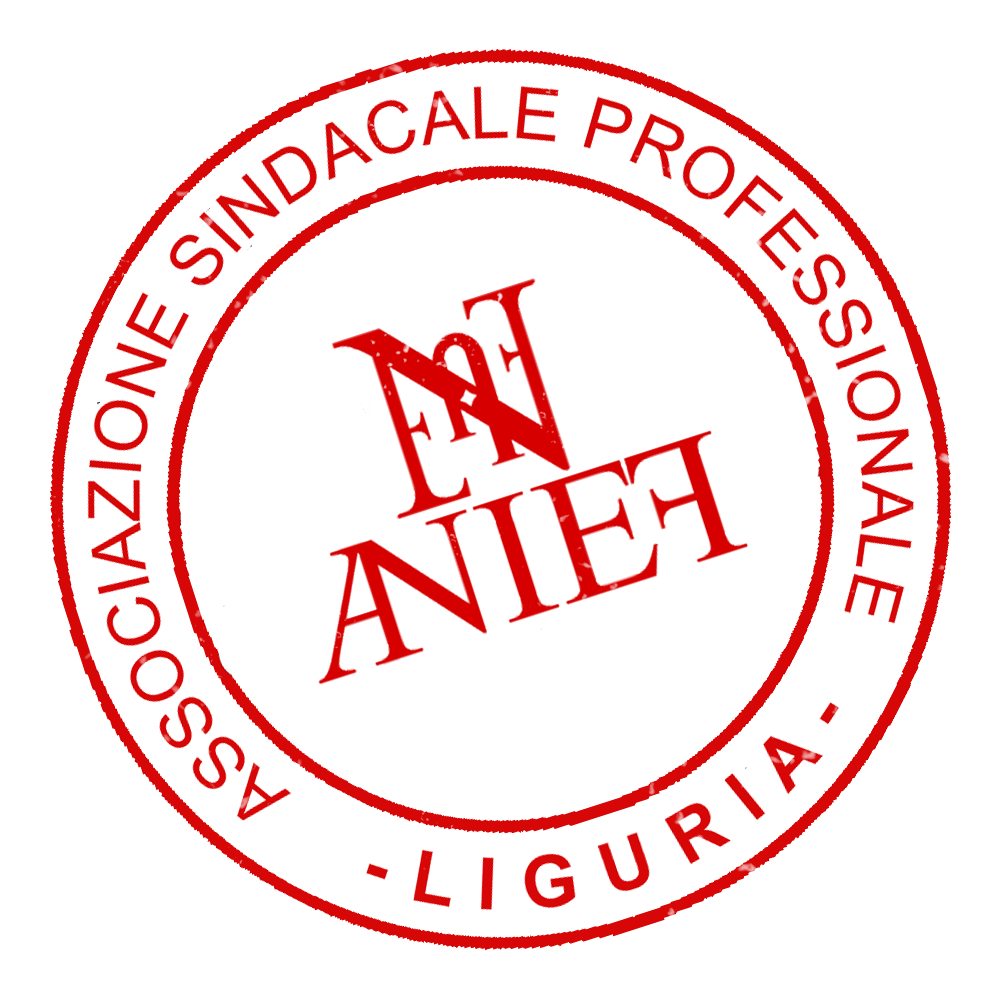 ASSOCIAZIONE SINDACALE PROFESSIONALE
ANIEF
- LIGURIA -